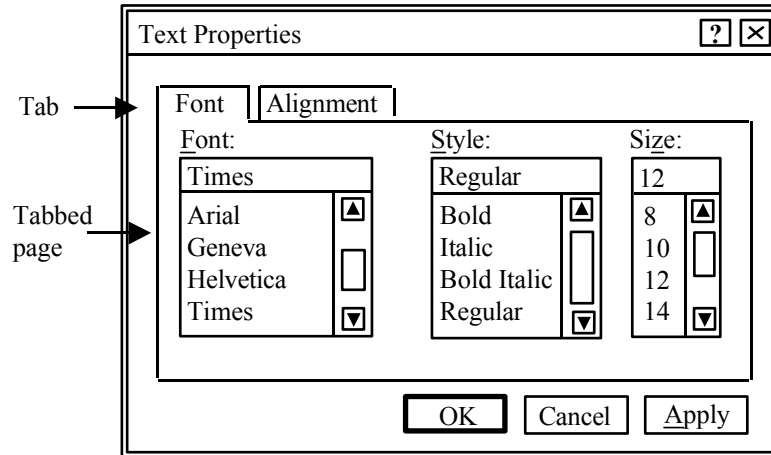 Text Properties ?
Tab
Font Alignment
Font: Style: Size:
Times Regular 12
Tabbed
page
Arial Bold 8
Geneva Italic 10
Helvetica Bold Italic 12
Times Regular 14
OK Cancel Apply